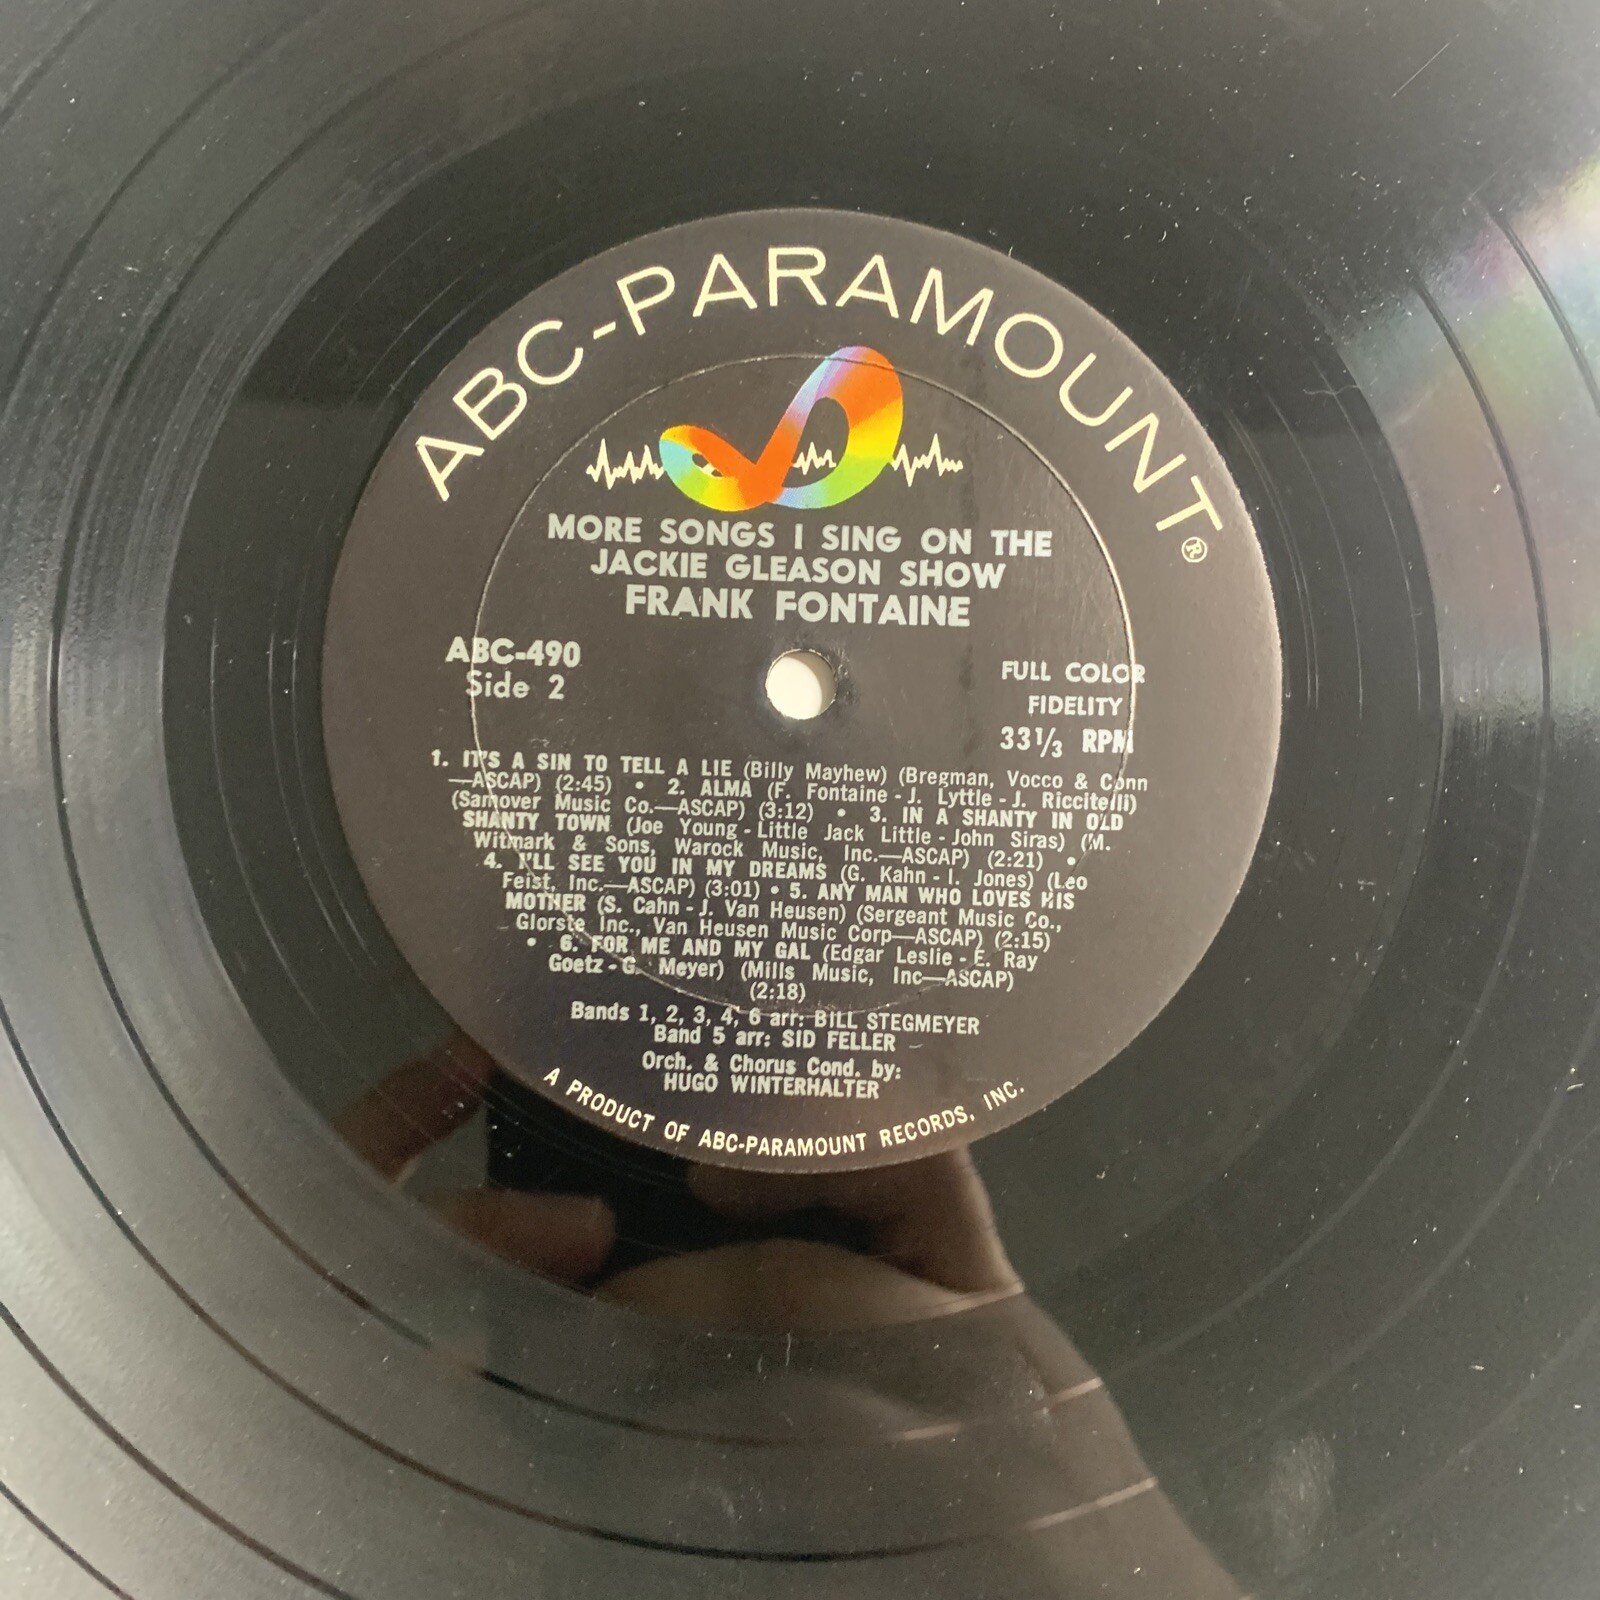 ABC-PARAMOUNT®
MORE SONGS I SING ON THE
JACKIE GLEASON SHOW
FRANK FONTAINE
ABC-490
Side 2
FULL COLOR
FIDELITY
33⅓ RPM
1. IT'S A SIN TO TELL A LIE (Billy Mayhew) (Bregman, Vocco & Conn
—ASCAP) (2:45) • 2. ALMA (F. Fontaine - J. Lyttle - J. Riccitelli)
(Samover Music Co.—ASCAP) (3:12) • 3. IN A SHANTY IN OLD
SHANTY TOWN (Joe Young - Little Jack Little - John Siras) (M.
Witmark & Sons, Warock Music, Inc.—ASCAP) (2:21) •
4. I'LL SEE YOU IN MY DREAMS (G. Kahn - I. Jones) (Leo
Feist, Inc.—ASCAP) (3:01) • 5. ANY MAN WHO LOVES HIS
MOTHER (S. Cahn - J. Van Heusen) (Sergeant Music Co.,
Glorste Inc., Van Heusen Music Corp—ASCAP) (2:15)
• 6. FOR ME AND MY GAL (Edgar Leslie - E. Ray
Goetz - G. Meyer) (Mills Music, Inc—ASCAP)
(2:18)
Bands 1, 2, 3, 4, 6 arr: BILL STEGMEYER
Band 5 arr: SID FELLER
Orch. & Chorus Cond. by:
HUGO WINTERHALTER
A PRODUCT OF ABC-PARAMOUNT RECORDS, INC.